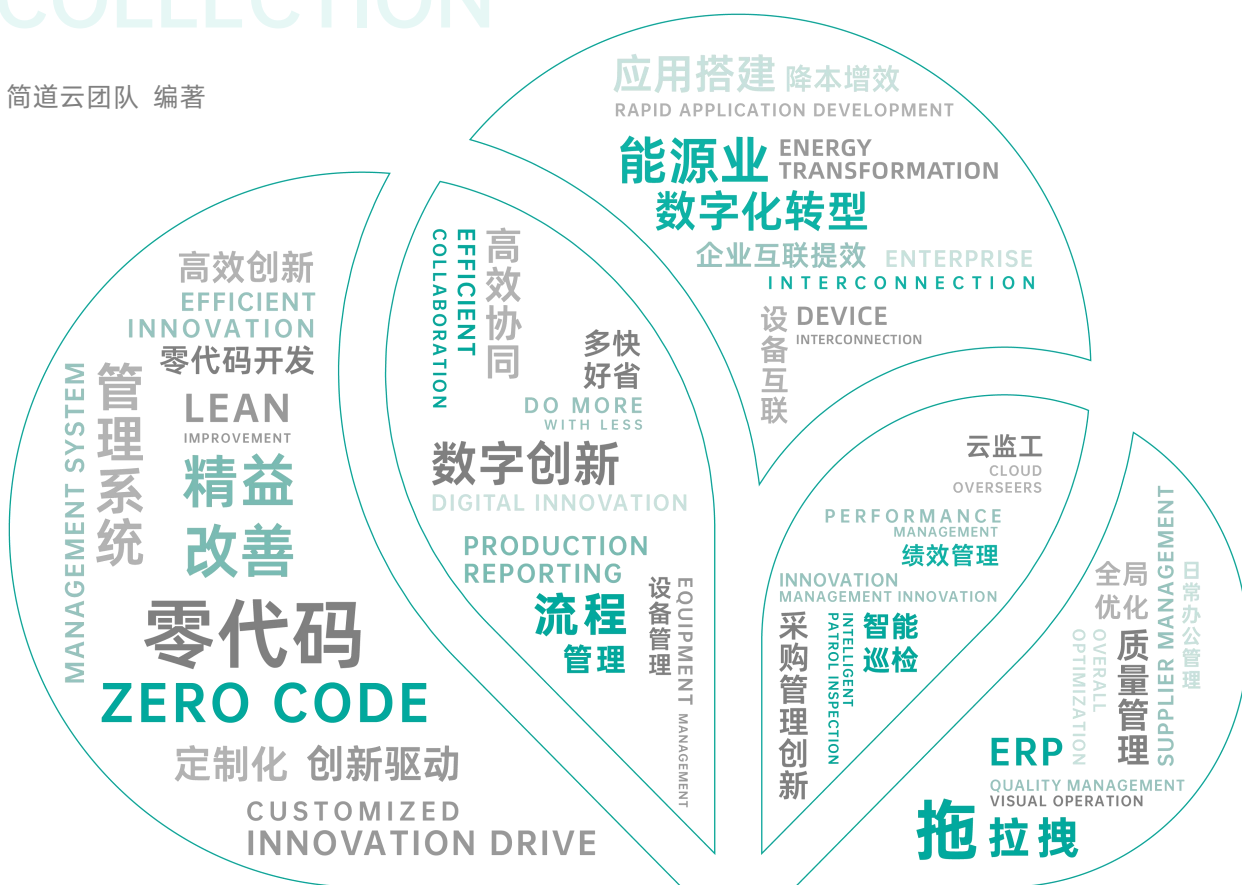 COLLECTION
简道云团队 编著
应用搭建 降本增效
RAPID APPLICATION DEVELOPMENT
能源业 ENERGY
TRANSFORMATION
数字化转型
企业互联提效 ENTERPRISE
INTERCONNECTION
设备互联
DEVICE
INTERCONNECTION
高效创新
EFFICIENT
INNOVATION
零代码开发
MANAGEMENT SYSTEM
管理系统
LEAN
IMPROVEMENT
精益
改善
零代码
ZERO CODE
定制化 创新驱动
CUSTOMIZED
INNOVATION DRIVE
高效协同
EFFICIENT
COLLABORATION
多快
好省
DO MORE
WITH LESS
数字创新
DIGITAL INNOVATION
PRODUCTION
REPORTING
流程
管理
设备管理
EQUIPMENT MANAGEMENT
云监工
CLOUD
OVERSEERS
PERFORMANCE
MANAGEMENT
绩效管理
INNOVATION
MANAGEMENT INNOVATION
采购管理创新
INTELLIGENT
PATROL INSPECTION
智能
巡检
全局
优化
OVERALL
OPTIMIZATION
质量管理
SUPPLIER MANAGEMENT
日常办公管理
ERP
QUALITY MANAGEMENT
VISUAL OPERATION
拖拉拽